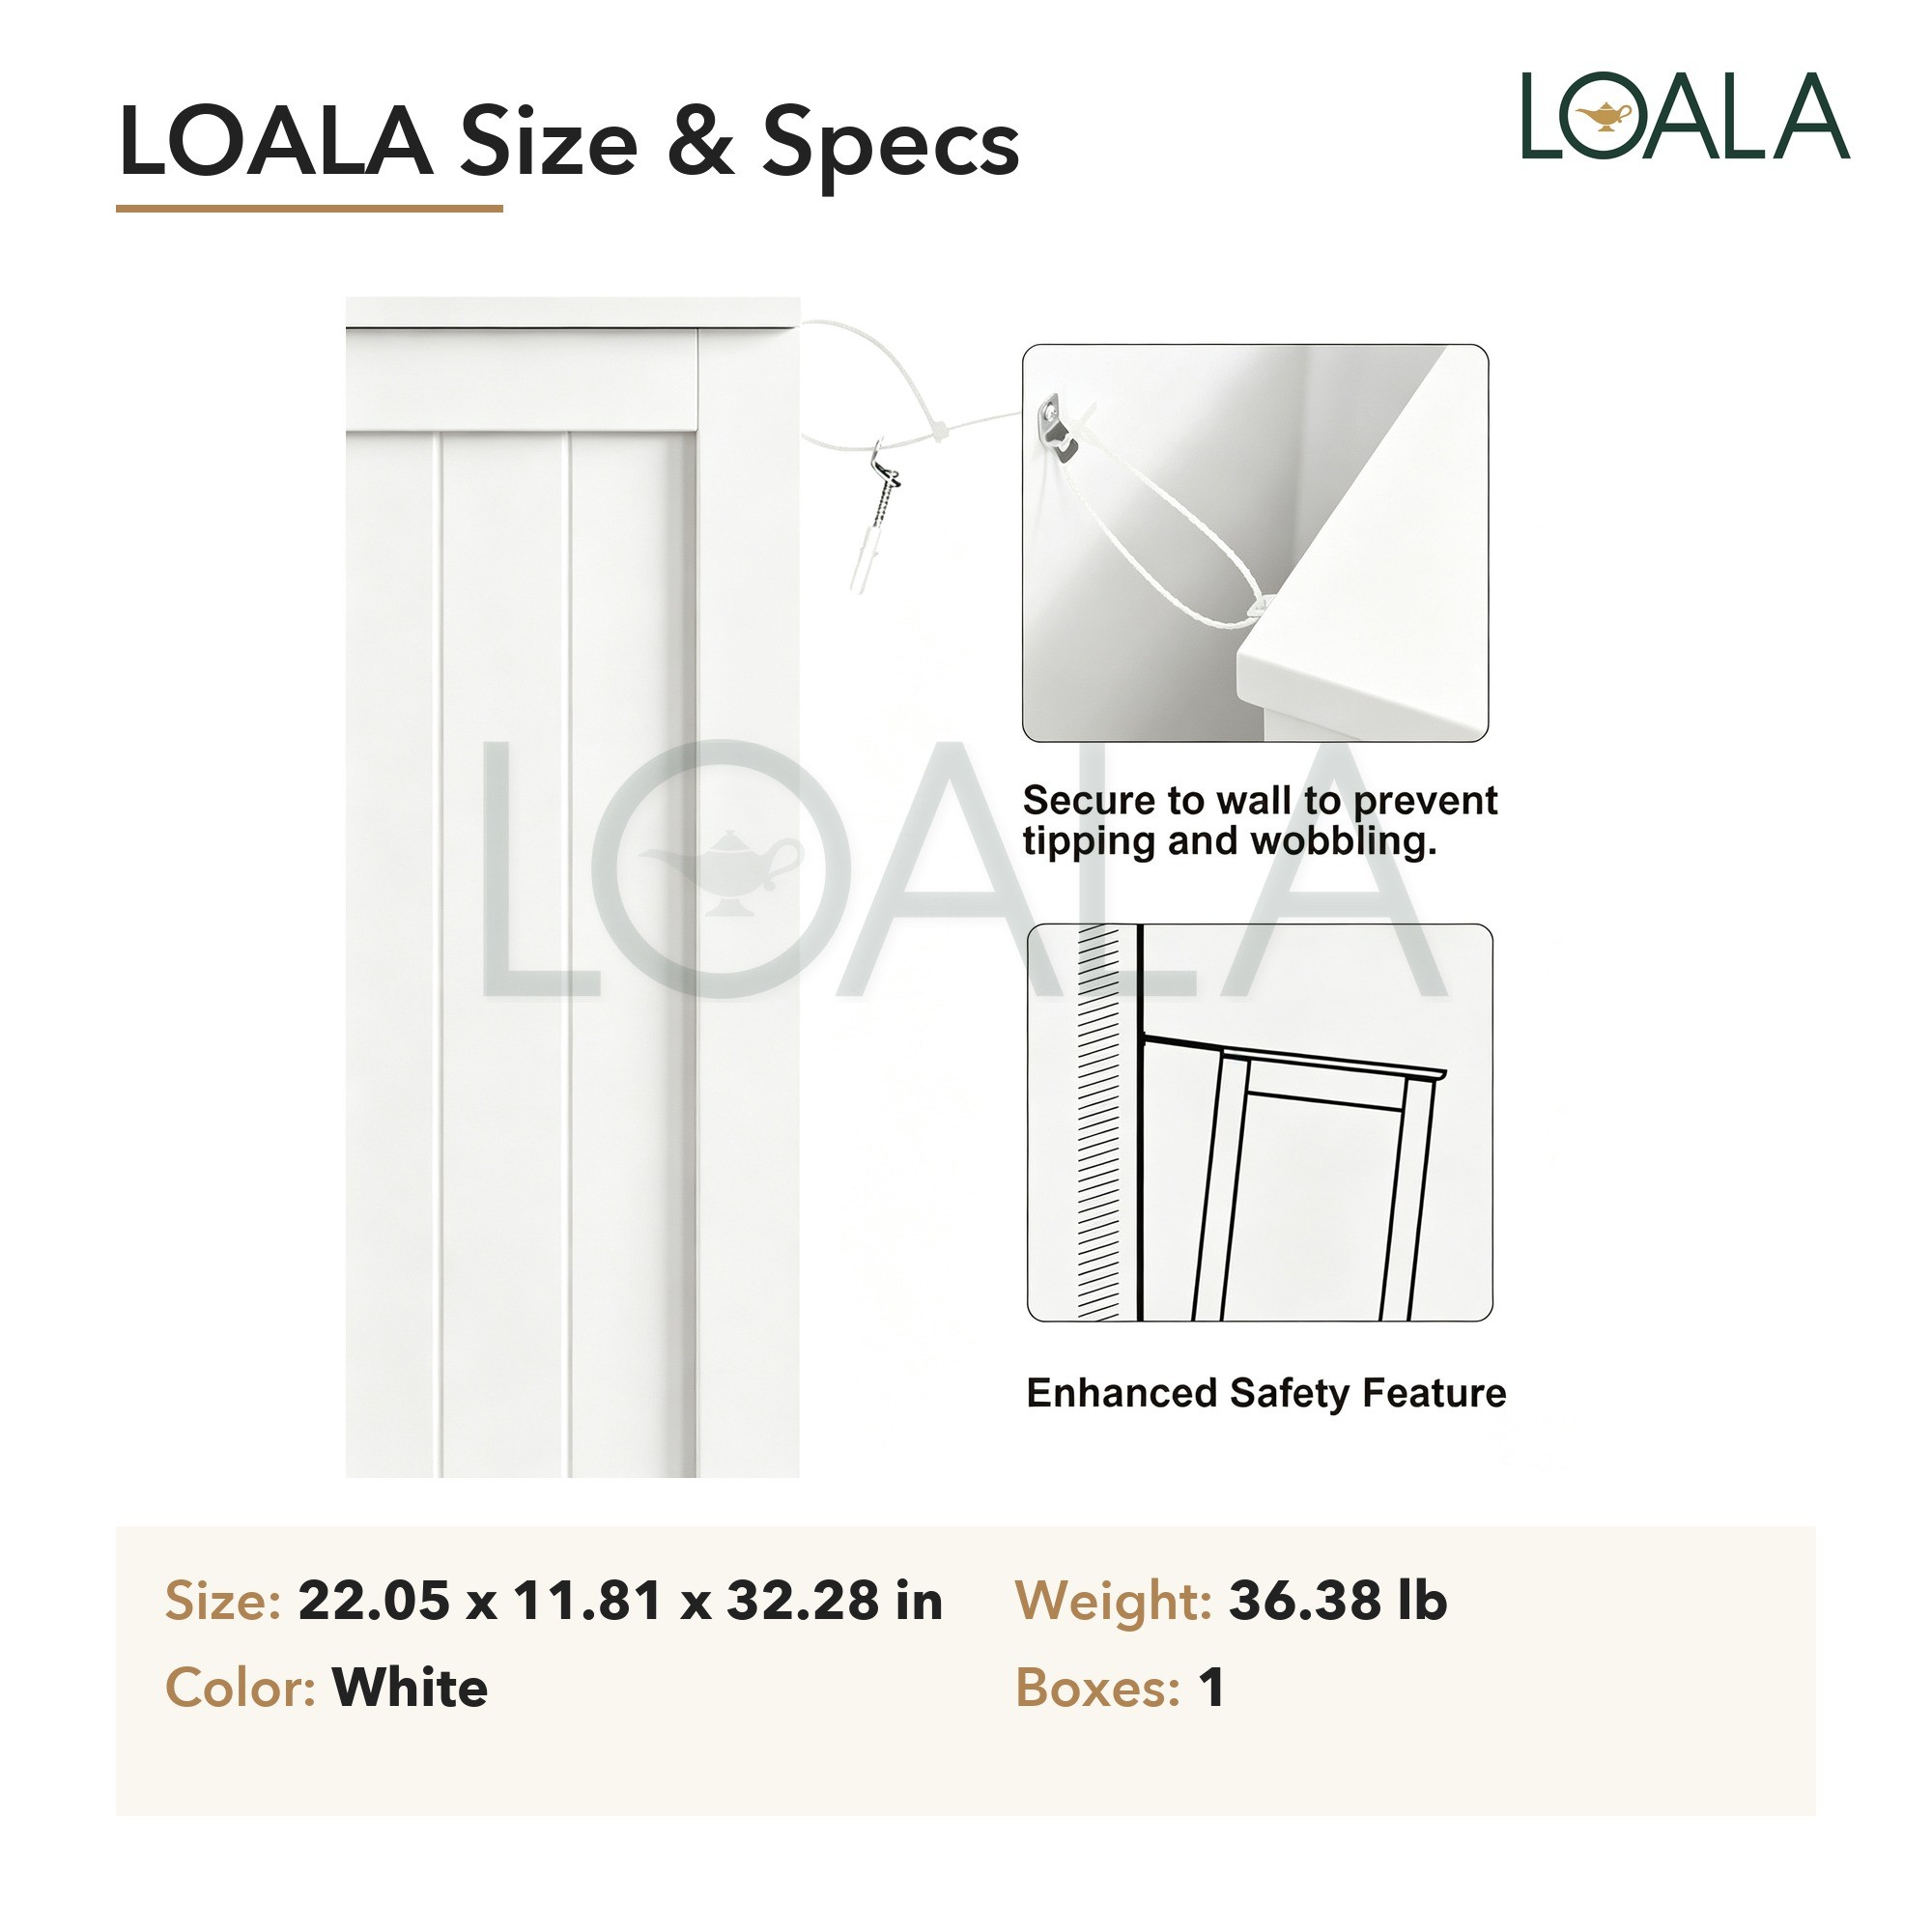 LOALA Size & Specs
LOALA
Secure to wall to prevent
tipping and wobbling.
LOALA
Enhanced Safety Feature
Size: 22.05 x 11.81 x 32.28 in
Weight: 36.38 lb
Color: White
Boxes: 1